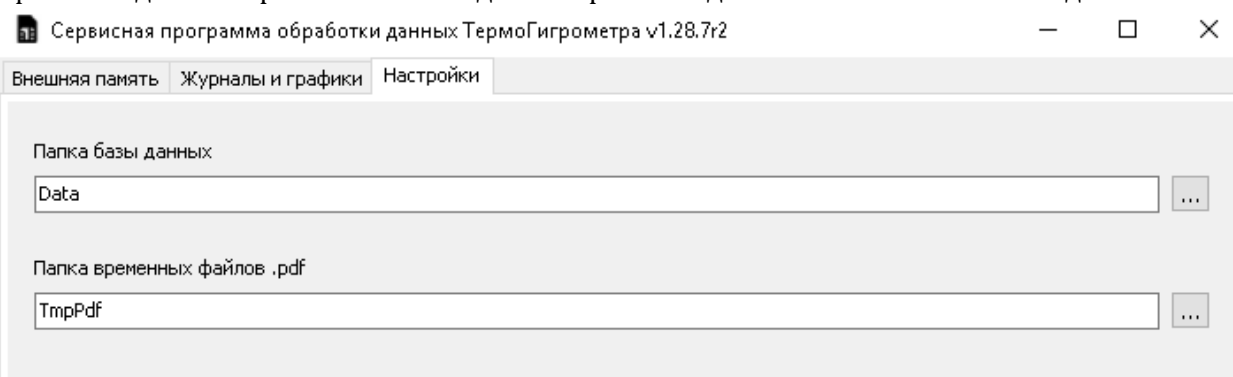 Сервисная программа обработки данных ТермоГигрометра v1.28.7r2
Внешняя память Журналы и графики Настройки
Папка базы данных
Data
...
Папка временных файлов .pdf
TmpPdf
...